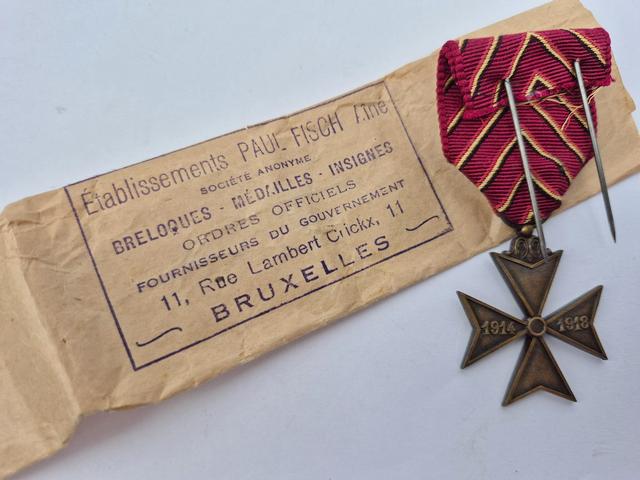 Établissements PAUL FISCH Aîné
SOCIÉTÉ ANONYME
BRELOQUES - MÉDAILLES - INSIGNES
ORDRES OFFICIELS
FOURNISSEURS DU GOUVERNEMENT
11, Rue Lambert Crickx, 11
BRUXELLES
1914 1918